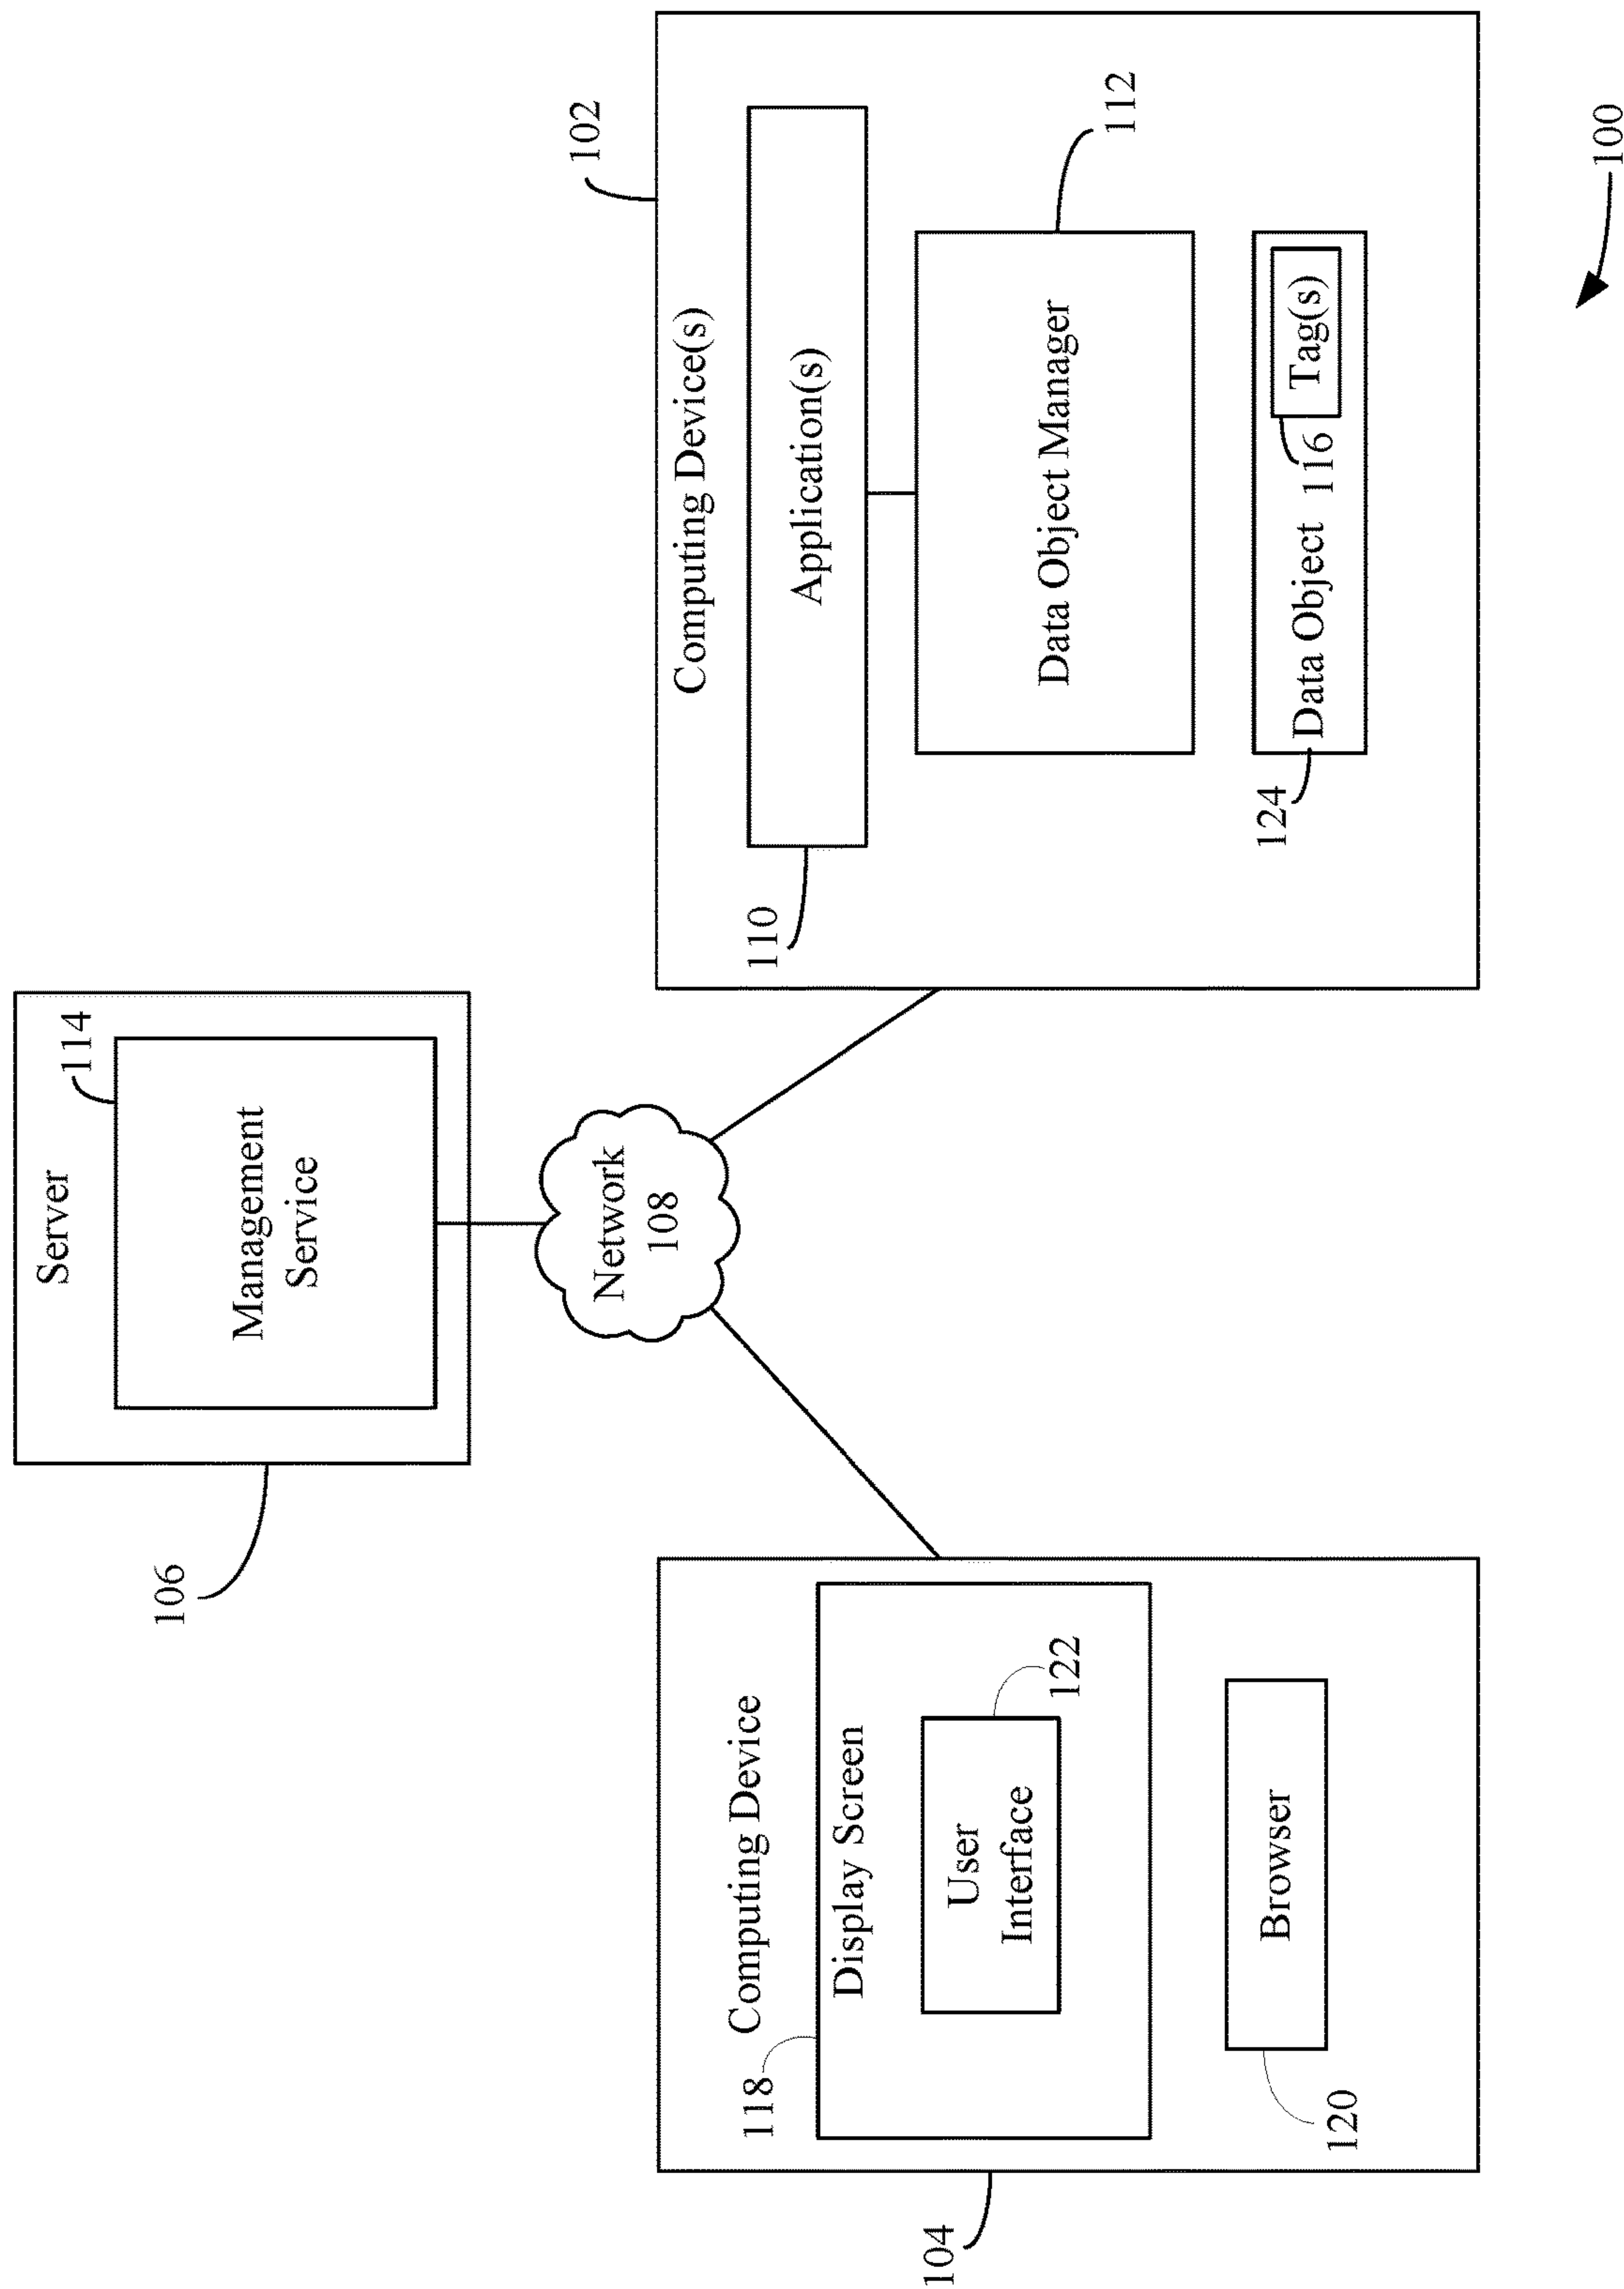 106
Server
114
Management
Service
Network
108
104
Computing Device
118
Display Screen
User
Interface
122
Browser
120
102
Computing Device(s)
Application(s)
110
Data Object Manager
112
Data Object
116
Tag(s)
124
100